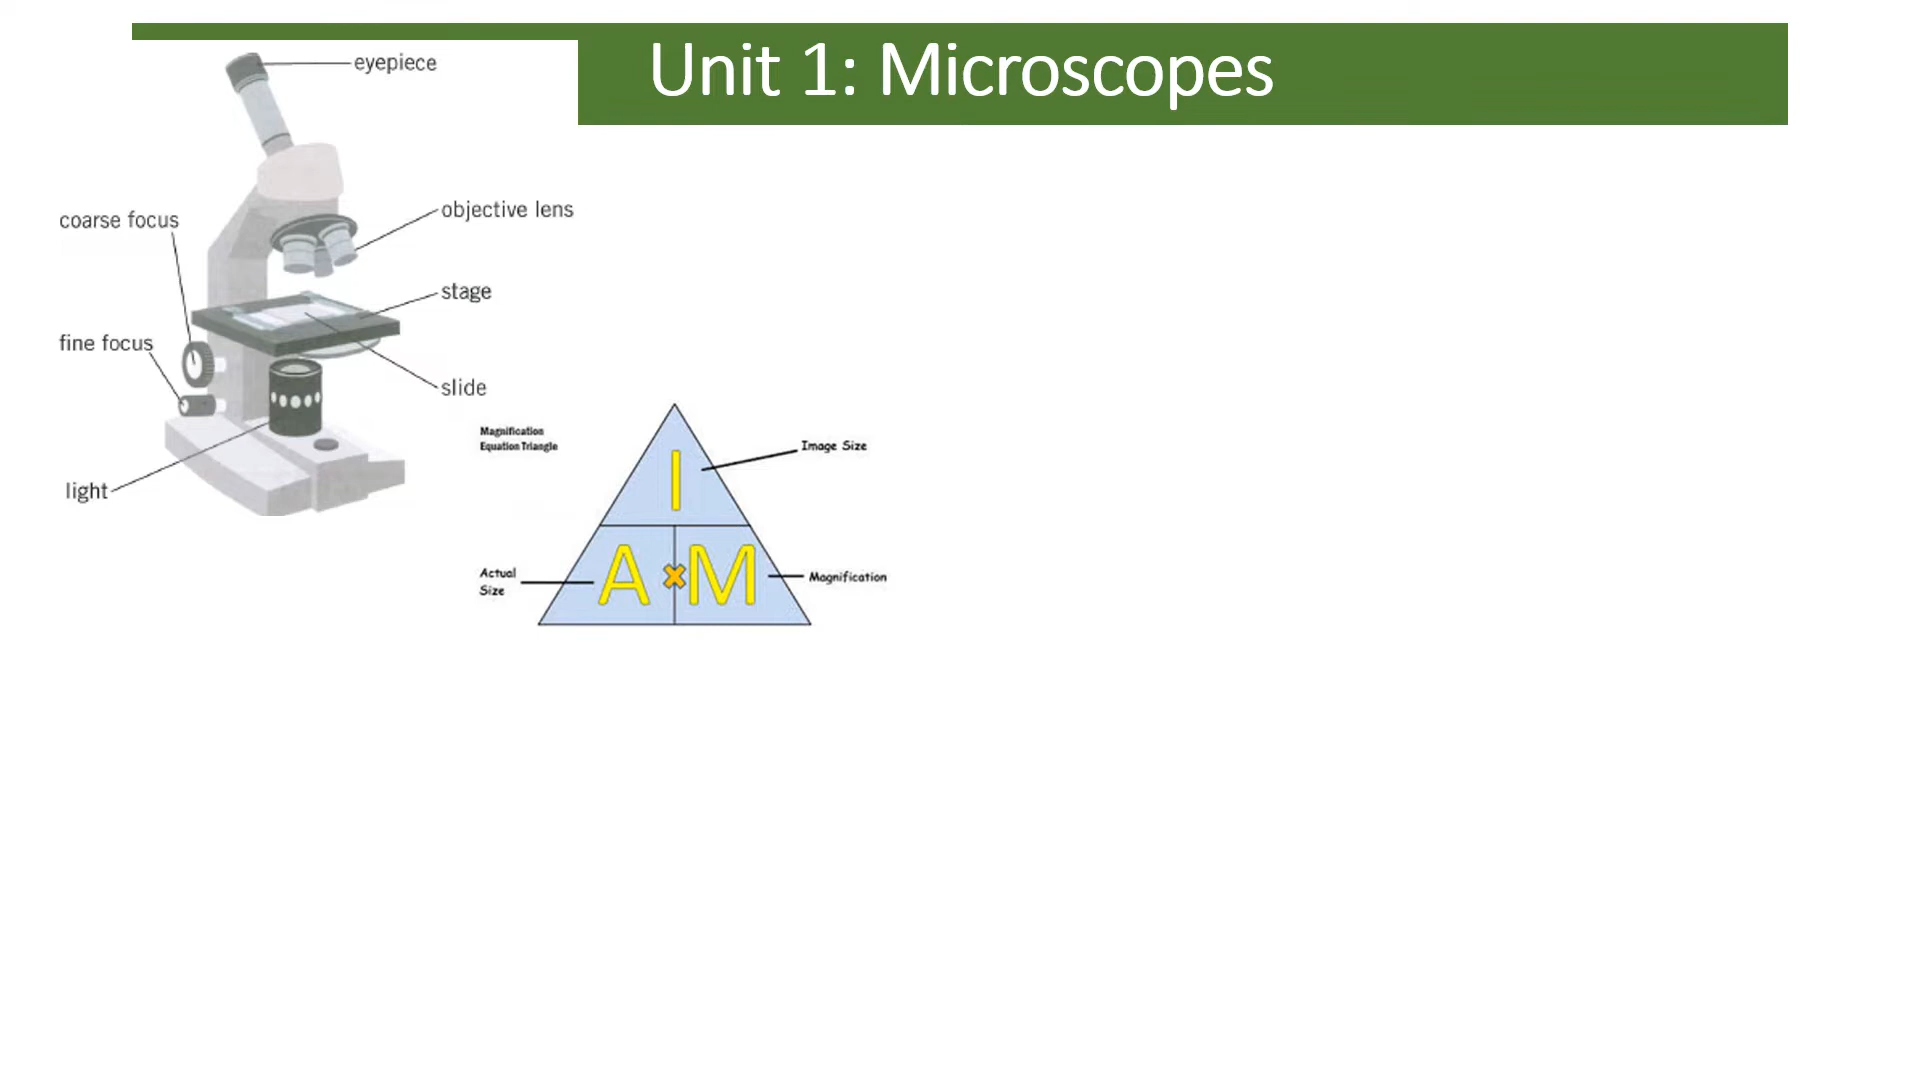 Unit 1: Microscopes
eyepiece
objective lens
coarse focus
stage
fine focus
slide
light
Magnification
Equation Triangle
Image Size
I
Actual
Size
A × M
Magnification